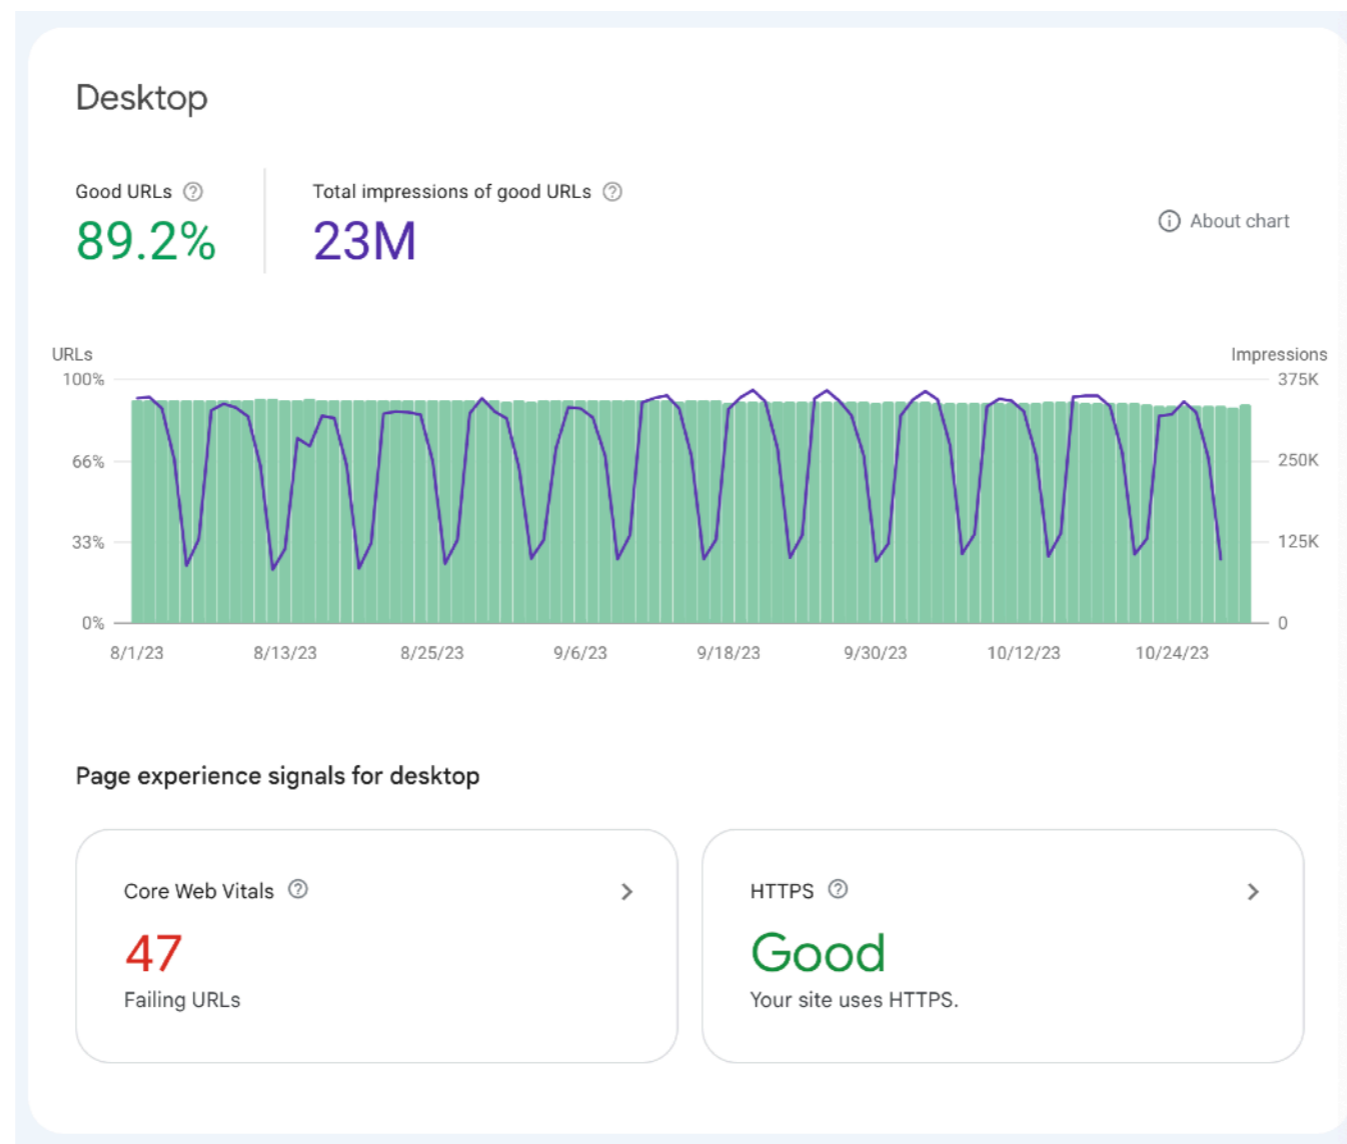 Desktop
Good URLs
89.2%
Total impressions of good URLs
23M
About chart
URLs
Impressions
100%
375K
66%
250K
33%
125K
0%
0
8/1/23 8/13/23 8/25/23 9/6/23 9/18/23 9/30/23 10/12/23 10/24/23
Page experience signals for desktop
Core Web Vitals
47
Failing URLs
HTTPS
Good
Your site uses HTTPS.